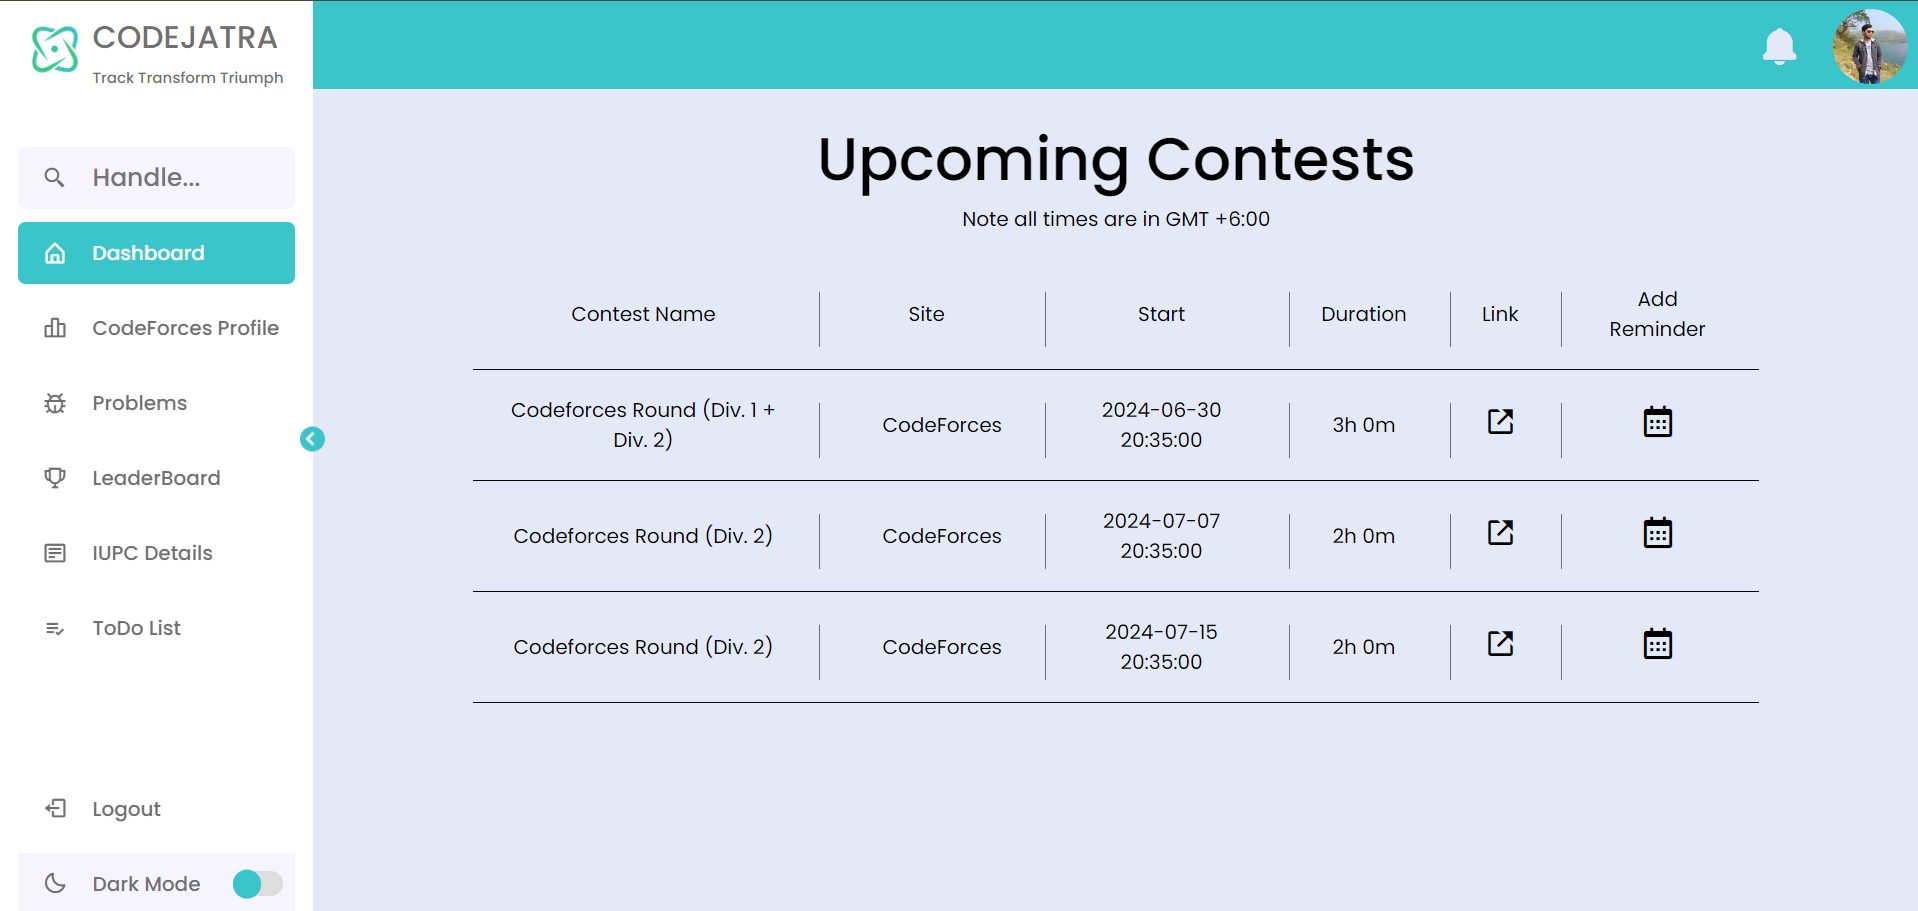 CODEJATRA
Track Transform Triumph
Handle...
Dashboard
CodeForces Profile
Problems
LeaderBoard
IUPC Details
ToDo List
Logout
Dark Mode
Upcoming Contests
Note all times are in GMT +6:00
Contest Name
Site
Start
Duration
Link
Add
Reminder
Codeforces Round (Div. 1 +
Div. 2)
CodeForces
2024-06-30
20:35:00
3h 0m
Codeforces Round (Div. 2)
CodeForces
2024-07-07
20:35:00
2h 0m
Codeforces Round (Div. 2)
CodeForces
2024-07-15
20:35:00
2h 0m